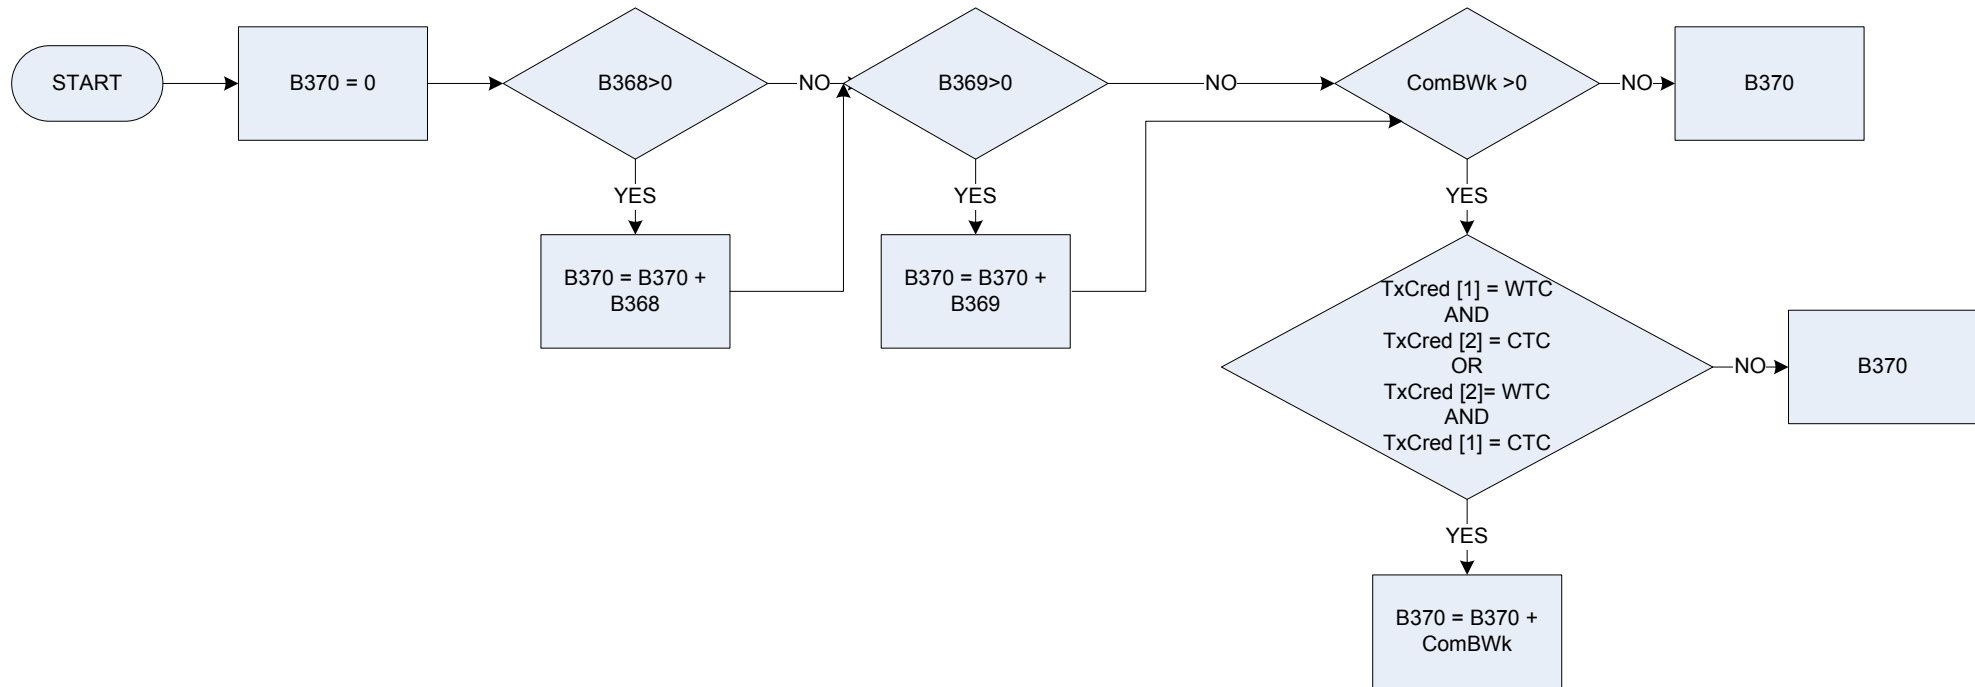 START
B370 = 0
B368>0
NO
B369>0
NO
ComBWk >0
NO
B370
YES
YES
YES
B370 = B370 +
B368
B370 = B370 +
B369
TxCred [1] = WTC
AND
TxCred [2] = CTC
OR
TxCred [2]= WTC
AND
TxCred [1] = CTC
NO
B370
YES
B370 = B370 +
ComBWk